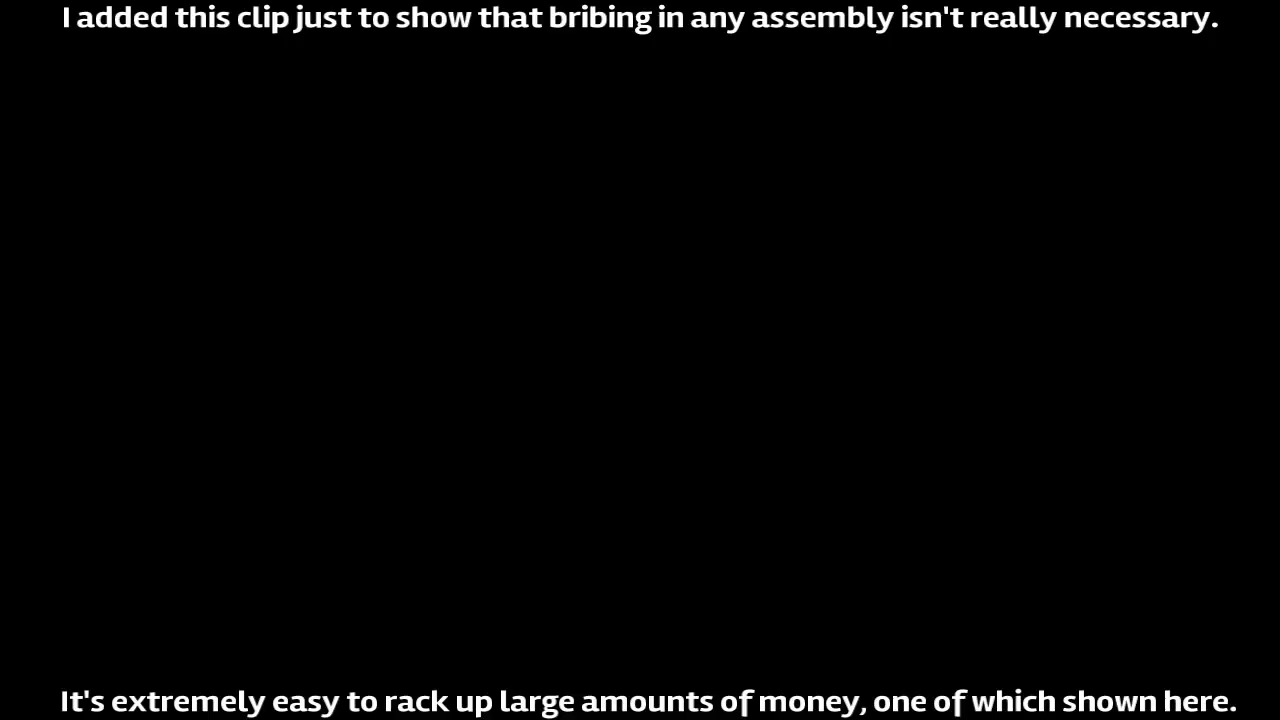 I added this clip just to show that bribing in any assembly isn't really necessary.
It's extremely easy to rack up large amounts of money, one of which shown here.